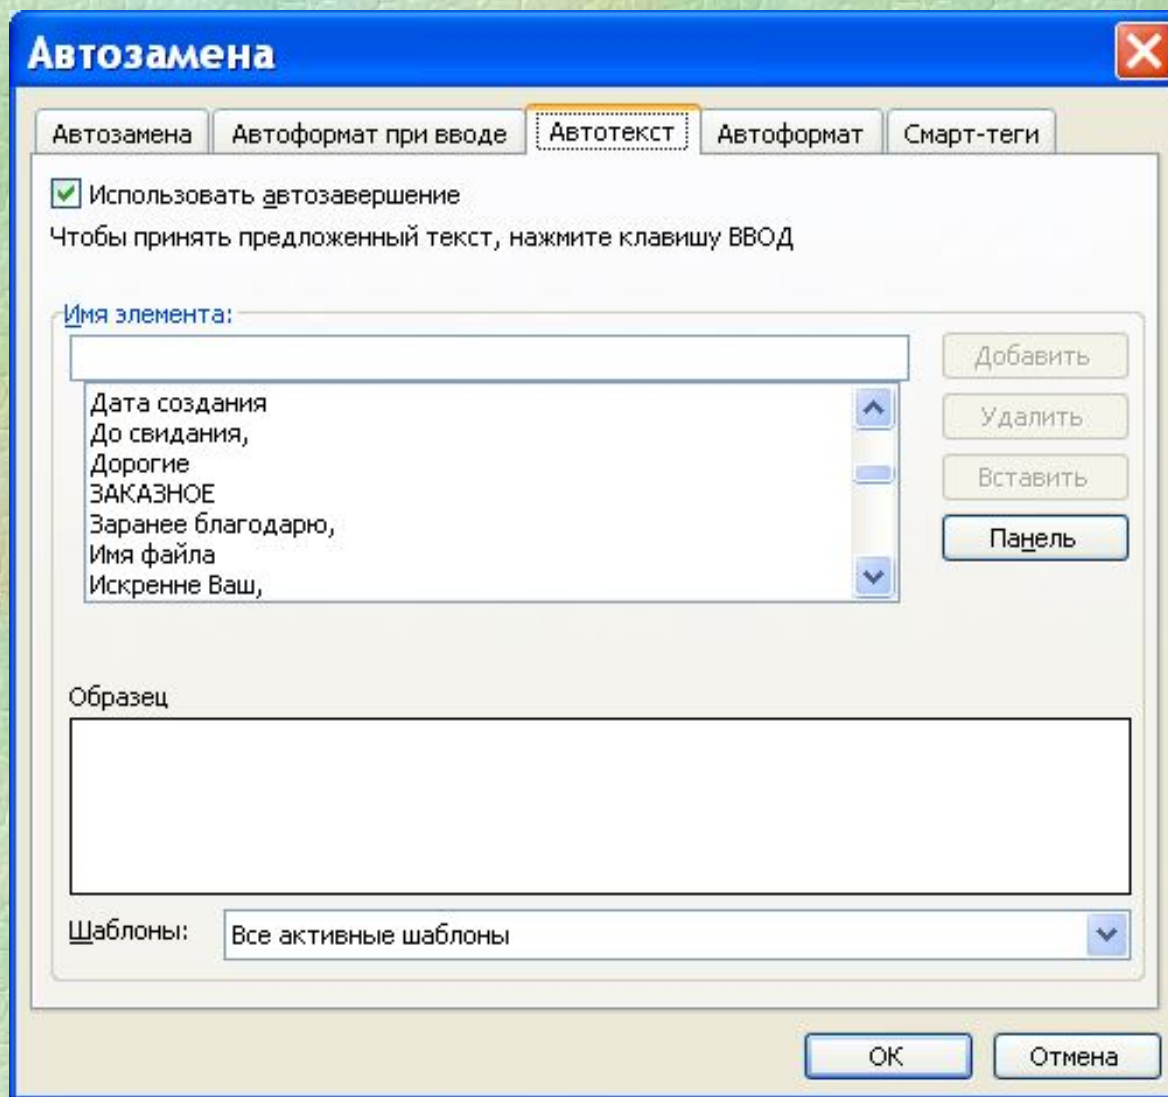 Автозамена
Автозамена Автоформат при вводе Автотекст Автоформат Смарт-теги
Использовать автозавершение
Чтобы принять предложенный текст, нажмите клавишу ВВОД
Имя элемента:
Добавить
Дата создания
До свидания,
Удалить
Дорогие
ЗАКАЗНОЕ
Вставить
Заранее благодарю,
Панель
Имя файла
Искренне Ваш,
Образец
Шаблоны: Все активные шаблоны
ОК Отмена